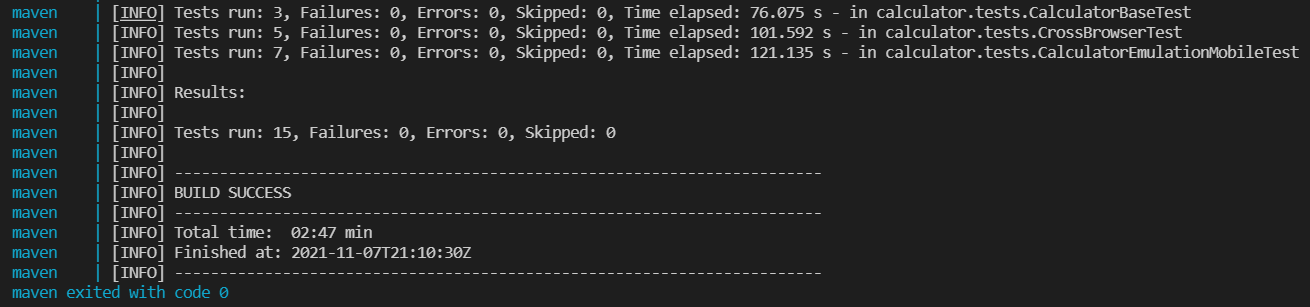 maven    | [INFO] Tests run: 3, Failures: 0, Errors: 0, Skipped: 0, Time elapsed: 76.075 s - in calculator.tests.CalculatorBaseTest
maven    | [INFO] Tests run: 5, Failures: 0, Errors: 0, Skipped: 0, Time elapsed: 101.592 s - in calculator.tests.CrossBrowserTest
maven    | [INFO] Tests run: 7, Failures: 0, Errors: 0, Skipped: 0, Time elapsed: 121.135 s - in calculator.tests.CalculatorEmulationMobileTest
maven    | [INFO]
maven    | [INFO] Results:
maven    | [INFO]
maven    | [INFO] Tests run: 15, Failures: 0, Errors: 0, Skipped: 0
maven    | [INFO]
maven    | [INFO] ------------------------------------------------------------------------
maven    | [INFO] BUILD SUCCESS
maven    | [INFO] ------------------------------------------------------------------------
maven    | [INFO] Total time:  02:47 min
maven    | [INFO] Finished at: 2021-11-07T21:10:30Z
maven    | [INFO] ------------------------------------------------------------------------
maven exited with code 0